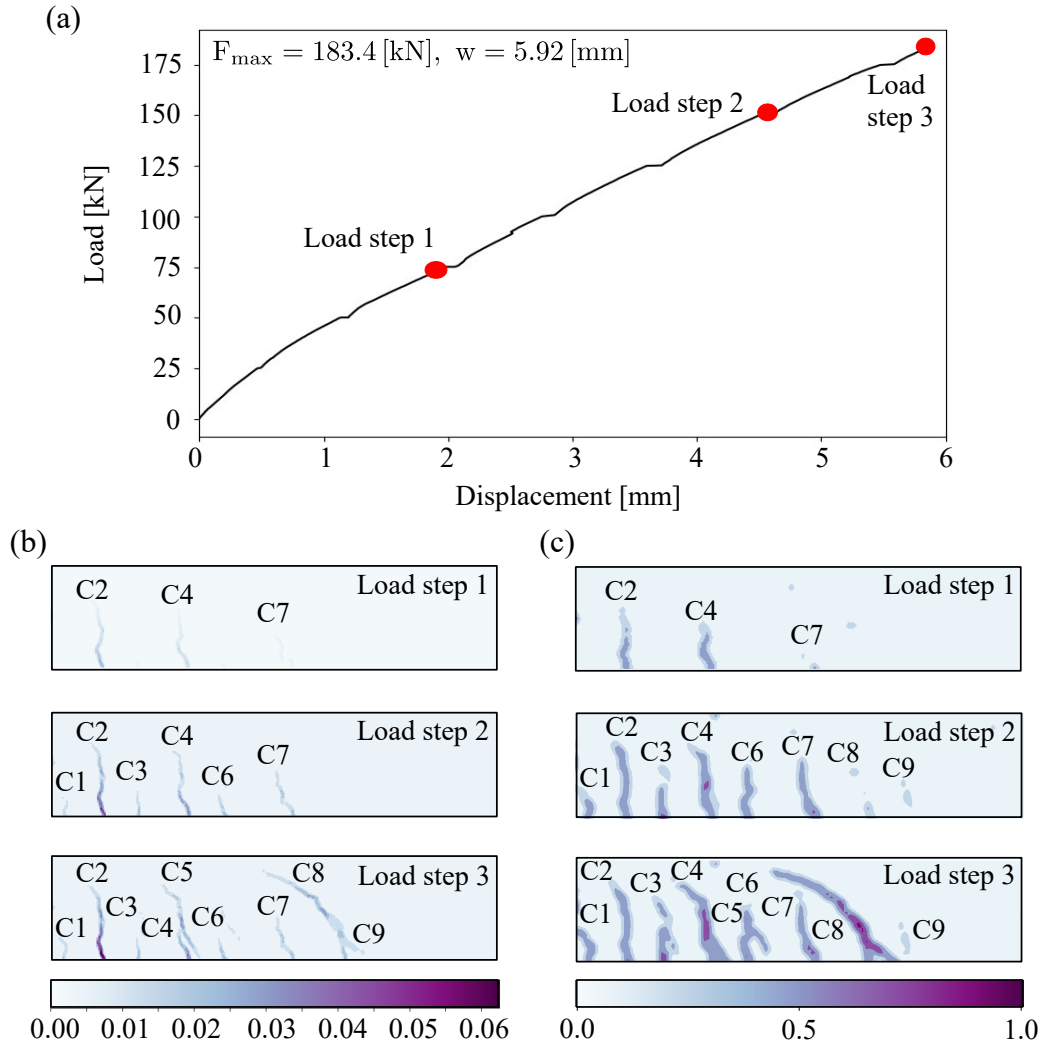 (a)
F_max = 183.4 [kN], w = 5.92 [mm]
175
150
125
100
75
50
25
0
Load [kN]
Load step 1
Load step 2
Load
step 3
0 1 2 3 4 5 6
Displacement [mm]
(b)
C2 C4 C7 Load step 1
C1 C2 C3 C4 C6 C7 Load step 2
C1 C2 C3 C4 C5 C6 C7 C8 C9 Load step 3
0.00 0.01 0.02 0.03 0.04 0.05 0.06
(c)
C2 C4 C7 Load step 1
C1 C2 C3 C4 C6 C7 C8 C9 Load step 2
C1 C2 C3 C4 C5 C6 C7 C8 C9 Load step 3
0.0 0.5 1.0